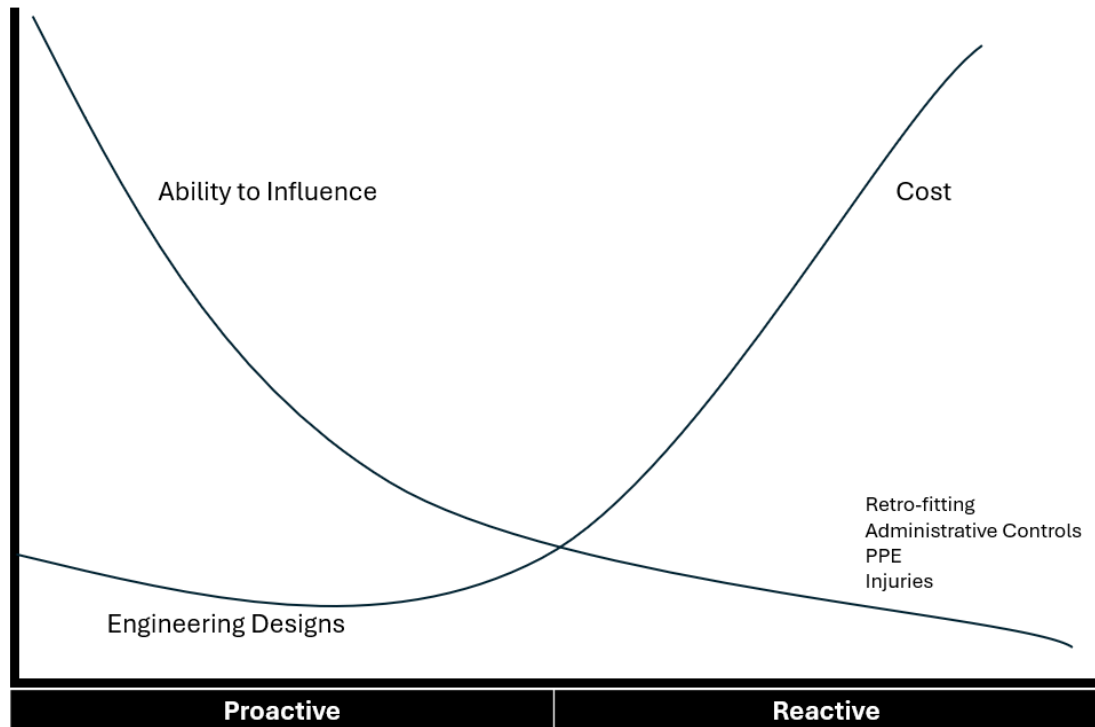 Ability to Influence
Cost
Retro-fitting
Administrative Controls
PPE
Injuries
Engineering Designs
Proactive
Reactive